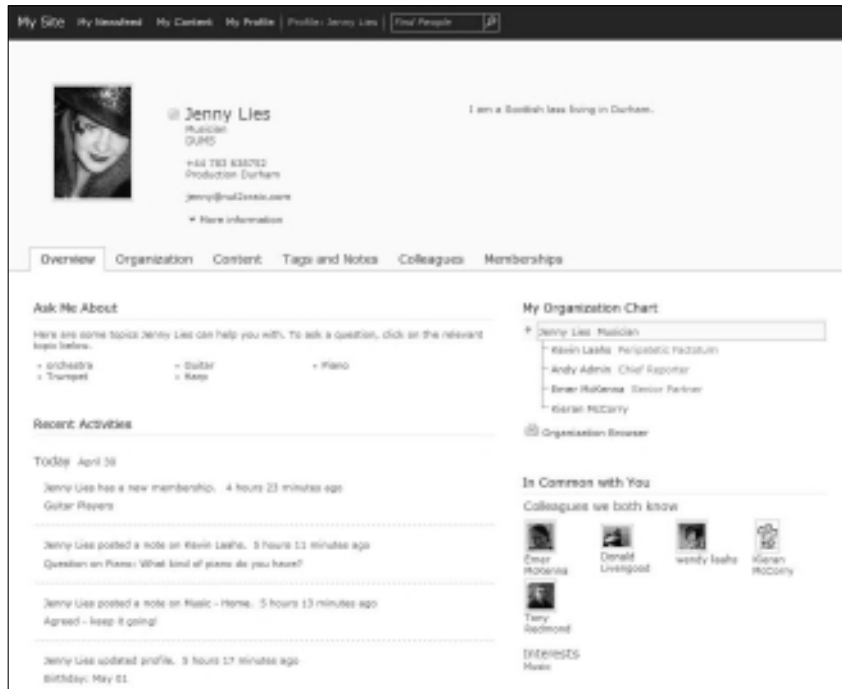 My Site My Newsfeed My Content My Profile Profile: Jenny Lies Find People
Jenny Lies
Musician
DUMS
+44 783
Production Durham
More information
I am a Scottish lass living in Durham.
Overview Organization Content Tags and Notes Colleagues Memberships
Ask Me About
Here are some topics Jenny Lies can help you with. To ask a question, click on the relevant
topic below.
orchestra Guitar Piano
Trumpet Harp
Recent Activities
Today April 30
Jenny Lies has a new membership. 4 hours 23 minutes ago
Guitar Players
Jenny Lies posted a note on Kevin Laahs. 5 hours 11 minutes ago
Question on Piano: What kind of piano do you have?
Jenny Lies posted a note on Music - Home. 5 hours 13 minutes ago
Agreed - keep it going!
Jenny Lies updated profile. 5 hours 17 minutes ago
Birthday: May 01
My Organization Chart
Jenny Lies Musician
Kevin Laahs Peripatetic Factotum
Andy Admin Chief Reporter
Emer McKenna Senior Partner
Kieran McCorry
Organization Browser
In Common with You
Colleagues we both know
Emer
McKenna
Donald
Livengood
wendy laahs
Kieran
McCorry
Tony
Redmond
Interests
Music